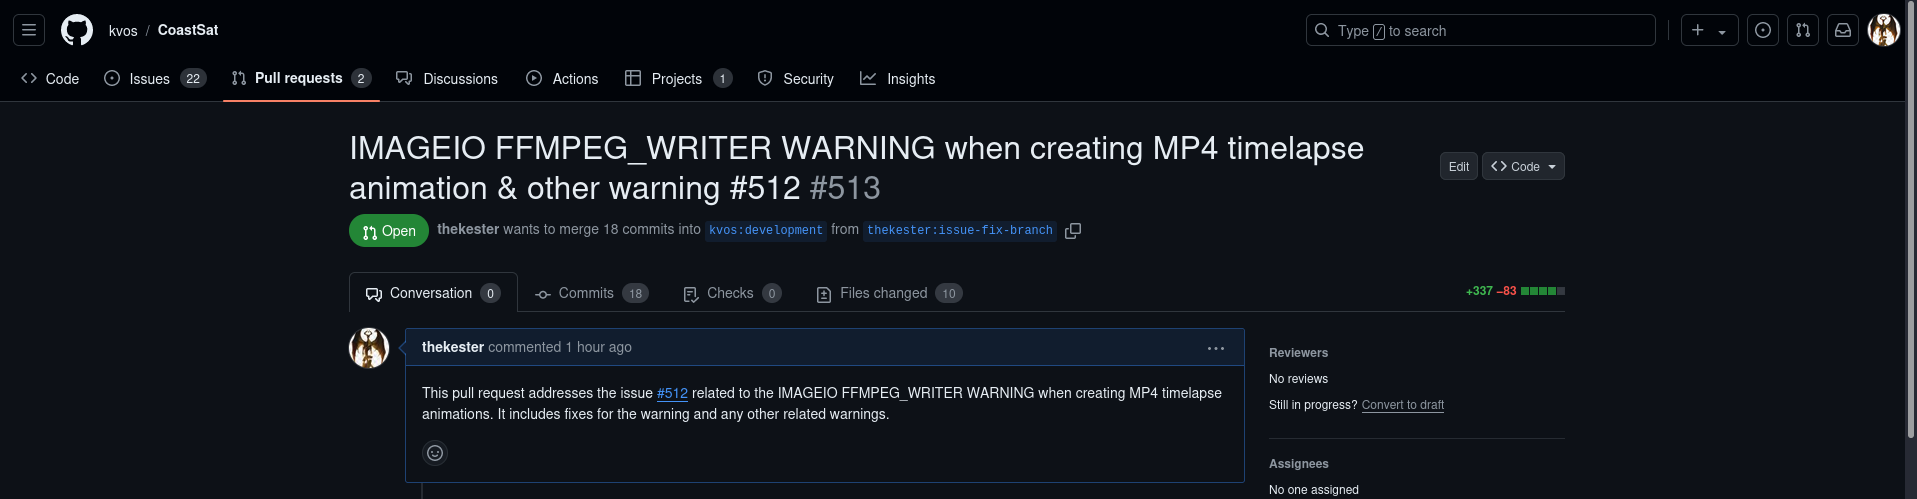 kvos / CoastSat
Type / to search
Code
Issues 22
Pull requests 2
Discussions
Actions
Projects 1
Security
Insights
IMAGEIO FFMPEG_WRITER WARNING when creating MP4 timelapse
animation & other warning #512 #513
Edit
Code
Open
thekester wants to merge 18 commits into kvos:development from thekester:issue-fix-branch
Conversation 0
Commits 18
Checks 0
Files changed 10
+337 −83
thekester commented 1 hour ago
This pull request addresses the issue #512 related to the IMAGEIO FFMPEG_WRITER WARNING when creating MP4 timelapse
animations. It includes fixes for the warning and any other related warnings.
Reviewers
No reviews
Still in progress? Convert to draft
Assignees
No one assigned